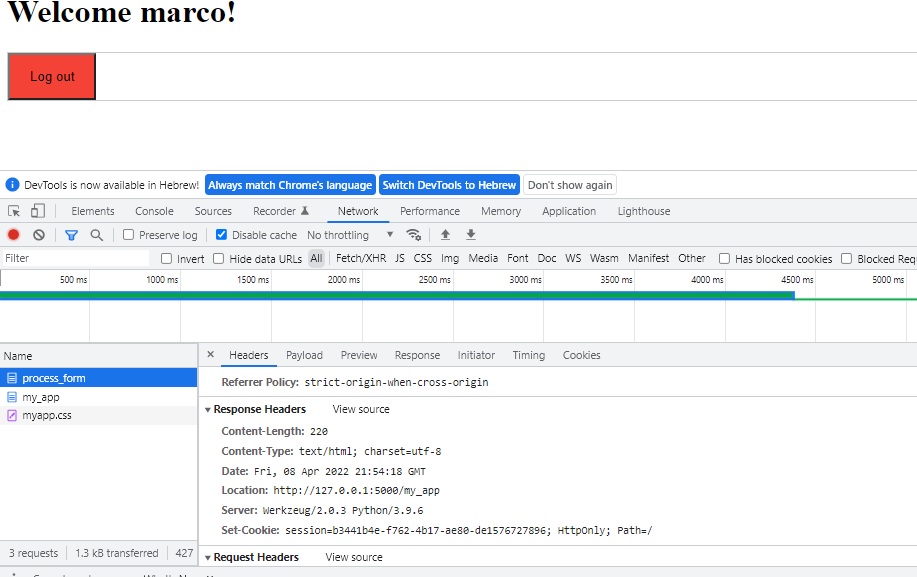 Welcome marco!
Log out
DevTools is now available in Hebrew! Always match Chrome's language Switch DevTools to Hebrew Don't show again
Elements Console Sources Recorder Network Performance Memory Application Lighthouse
Preserve log Disable cache No throttling
Filter Invert Hide data URLs All Fetch/XHR JS CSS Img Media Font Doc WS Wasm Manifest Other Has blocked cookies Blocked Req
500 ms 1000 ms 1500 ms 2000 ms 2500 ms 3000 ms 3500 ms 4000 ms 4500 ms 5000 ms
Name × Headers Payload Preview Response Initiator Timing Cookies
process_form
my_app
myapp.css
Referrer Policy: strict-origin-when-cross-origin
Response Headers View source
Content-Length: 220
Content-Type: text/html; charset=utf-8
Date: Fri, 08 Apr 2022 21:54:18 GMT
Location: http://127.0.0.1:5000/my_app
Server: Werkzeug/2.0.3 Python/3.9.6
Set-Cookie: session=b3441b4e-f762-4b17-ae80-de1576727896; HttpOnly; Path=/
3 requests 1.3 kB transferred 427
Request Headers View source